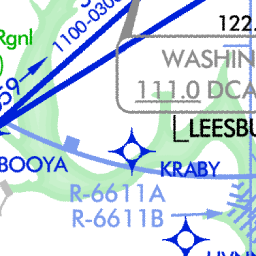 122.
Rgnl
1100-0300
WASHIN
111.0 DCA
59
LEESBU
BOOYA
KRABY
R-6611A
R-6611B